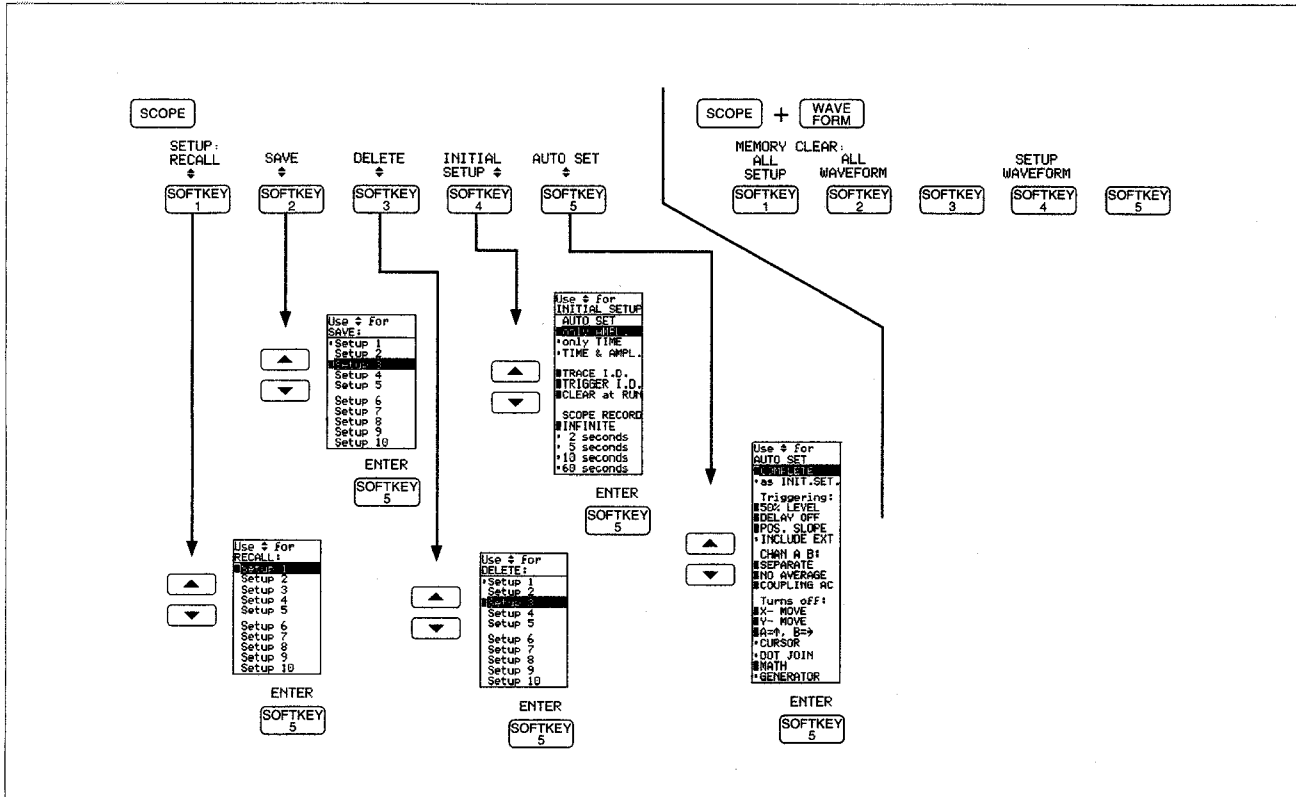 SCOPE
SETUP:
RECALL
SAVE
DELETE
INITIAL
SETUP
AUTO SET
SOFTKEY
1
SOFTKEY
2
SOFTKEY
3
SOFTKEY
4
SOFTKEY
5
SCOPE + WAVE
FORM
MEMORY CLEAR:
ALL
SETUP
ALL
WAVEFORM
SETUP
WAVEFORM
SOFTKEY
1
SOFTKEY
2
SOFTKEY
3
SOFTKEY
4
SOFTKEY
5
Use ♦ for
SAVE:
Setup 1
Setup 2
Setup 3
Setup 4
Setup 5
Setup 6
Setup 7
Setup 8
Setup 9
Setup 10
ENTER
SOFTKEY
5
Use ♦ for
INITIAL SETUP
AUTO SET
only AMPL.
only TIME
TIME & AMPL.
TRACE I.D.
TRIGGER I.D.
CLEAR at RUN
SCOPE RECORD
INFINITE
2 seconds
5 seconds
10 seconds
60 seconds
ENTER
SOFTKEY
5
Use ♦ for
AUTO SET
COMPLETE
as INIT.SET.
Triggering:
50% LEVEL
DELAY OFF
POS. SLOPE
INCLUDE EXT
CHAN A B:
SEPARATE
NO AVERAGE
COUPLING AC
Turns off:
X- MOVE
Y- MOVE
A=↑, B=→
CURSOR
DOT JOIN
MATH
GENERATOR
ENTER
SOFTKEY
5
Use ♦ for
RECALL:
Setup 1
Setup 2
Setup 3
Setup 4
Setup 5
Setup 6
Setup 7
Setup 8
Setup 9
Setup 10
ENTER
SOFTKEY
5
Use ♦ for
DELETE:
Setup 1
Setup 2
Setup 3
Setup 4
Setup 5
Setup 6
Setup 7
Setup 8
Setup 9
Setup 10
ENTER
SOFTKEY
5